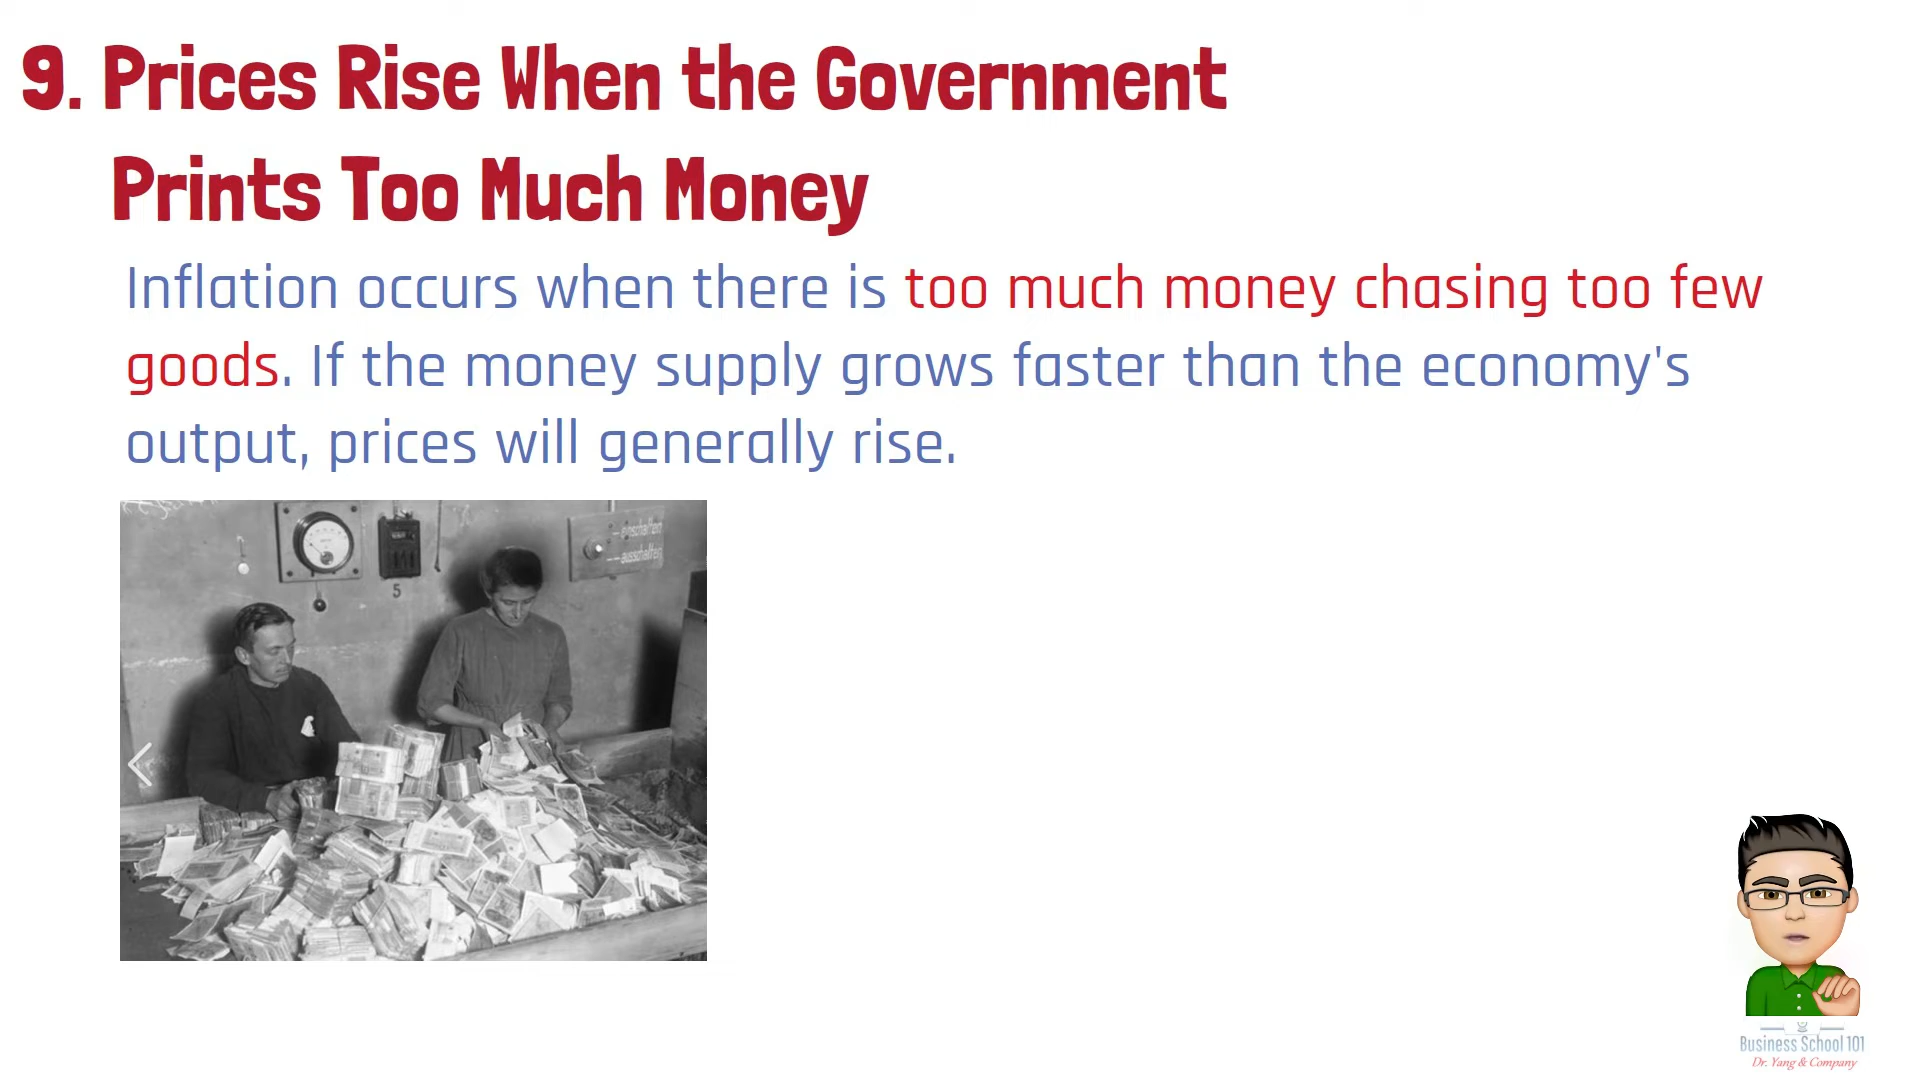 9. Prices Rise When the Government
Prints Too Much Money
Inflation occurs when there is too much money chasing too few
goods. If the money supply grows faster than the economy's
output, prices will generally rise.
einschalten
ausschalten
5
Business School 101
Dr. Yang & Company